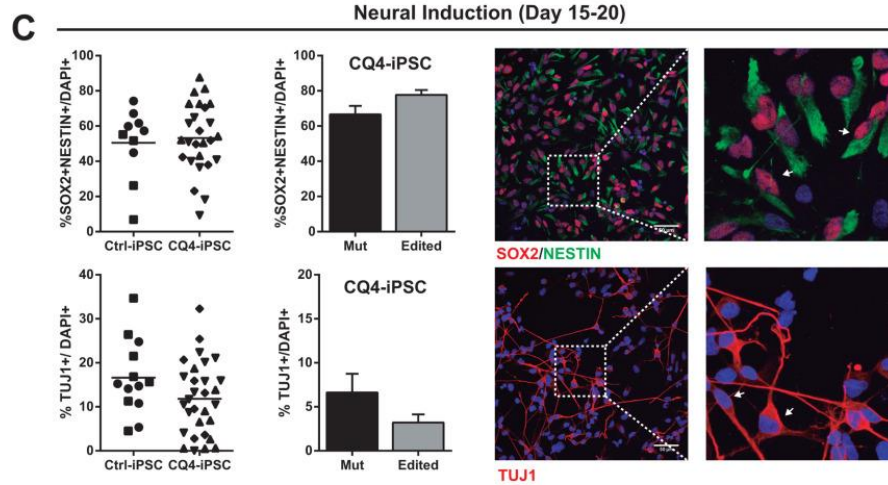 C
Neural Induction (Day 15-20)
%SOX2+NESTIN+/DAPI+
100
80
60
40
20
0
Ctrl-iPSC CQ4-iPSC
%SOX2+NESTIN+/DAPI+
100
80
60
40
20
0
CQ4-iPSC
Mut Edited
SOX2/NESTIN
% TUJ1+/ DAPI+
40
30
20
10
0
Ctrl-iPSC CQ4-iPSC
% TUJ1+/DAPI+
20
15
10
5
0
CQ4-iPSC
Mut Edited
TUJ1